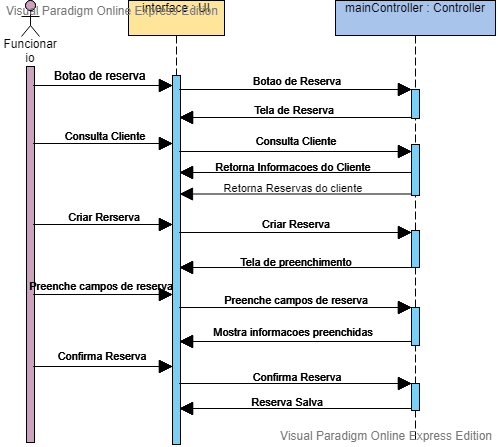 Visual Paradigm Online Express Edition
interface : UI
mainController : Controller
Funcionar
io
Botao de reserva
Botao de Reserva
Tela de Reserva
Consulta Cliente
Consulta Cliente
Retorna Informacoes do Cliente
Retorna Reservas do cliente
Criar Rerserva
Criar Reserva
Tela de preenchimento
Preenche campos de reserva
Preenche campos de reserva
Mostra informacoes preenchidas
Confirma Reserva
Confirma Reserva
Reserva Salva
Visual Paradigm Online Express Edition